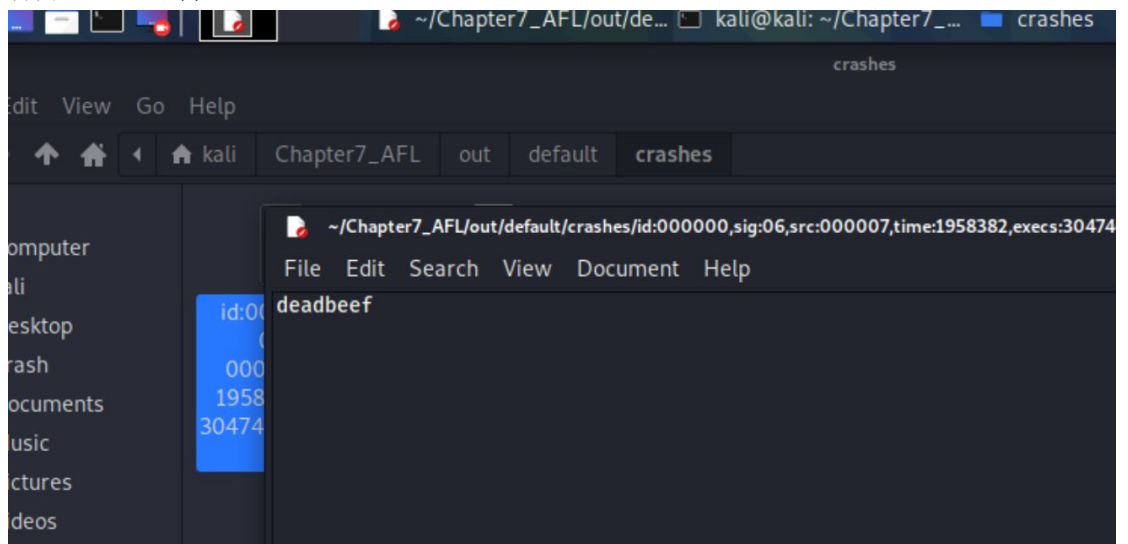 ~/Chapter7_AFL/out/de... kali@kali: ~/Chapter7_... crashes
crashes
Edit View Go Help
kali Chapter7_AFL out default crashes
~/Chapter7_AFL/out/default/crashes/id:000000,sig:06,src:000007,time:1958382,execs:30474
File Edit Search View Document Help
deadbeef
omputer
ali
esktop
rash
ocuments
usic
ictures
ideos
id:00
000
1958
30474